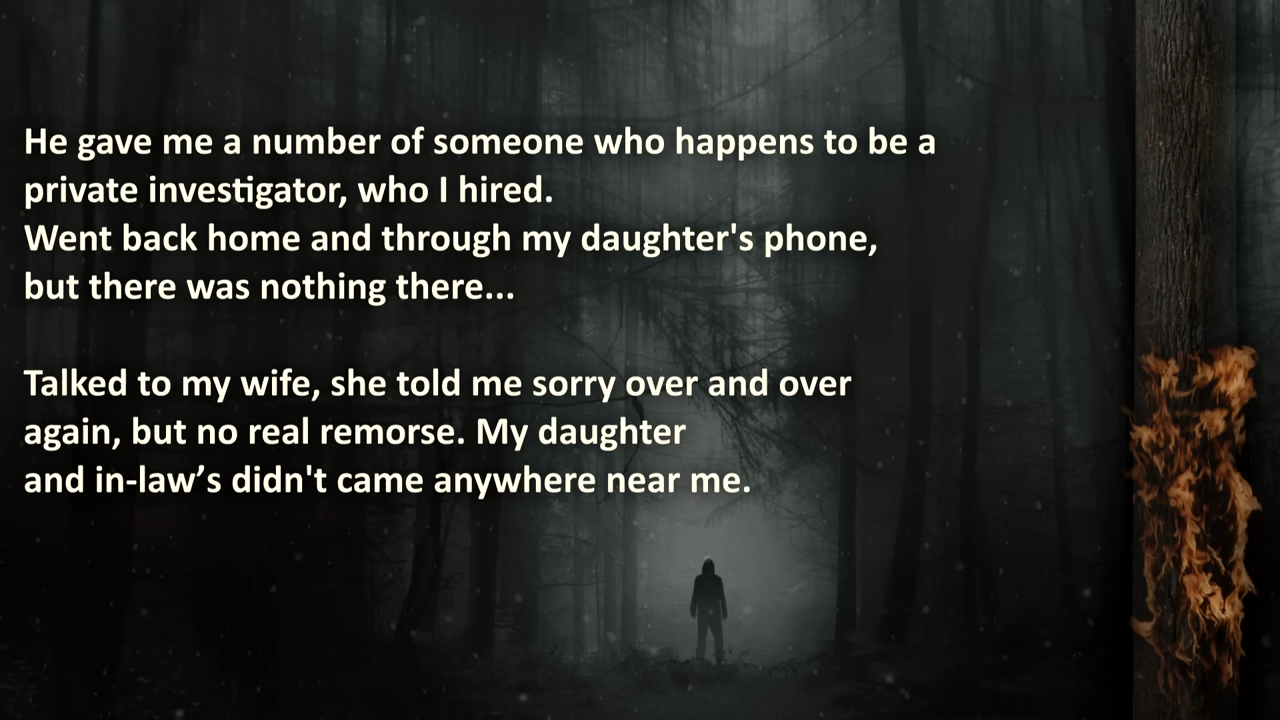 He gave me a number of someone who happens to be a
private investigator, who I hired.
Went back home and through my daughter's phone,
but there was nothing there...
Talked to my wife, she told me sorry over and over
again, but no real remorse. My daughter
and in-law’s didn't came anywhere near me.